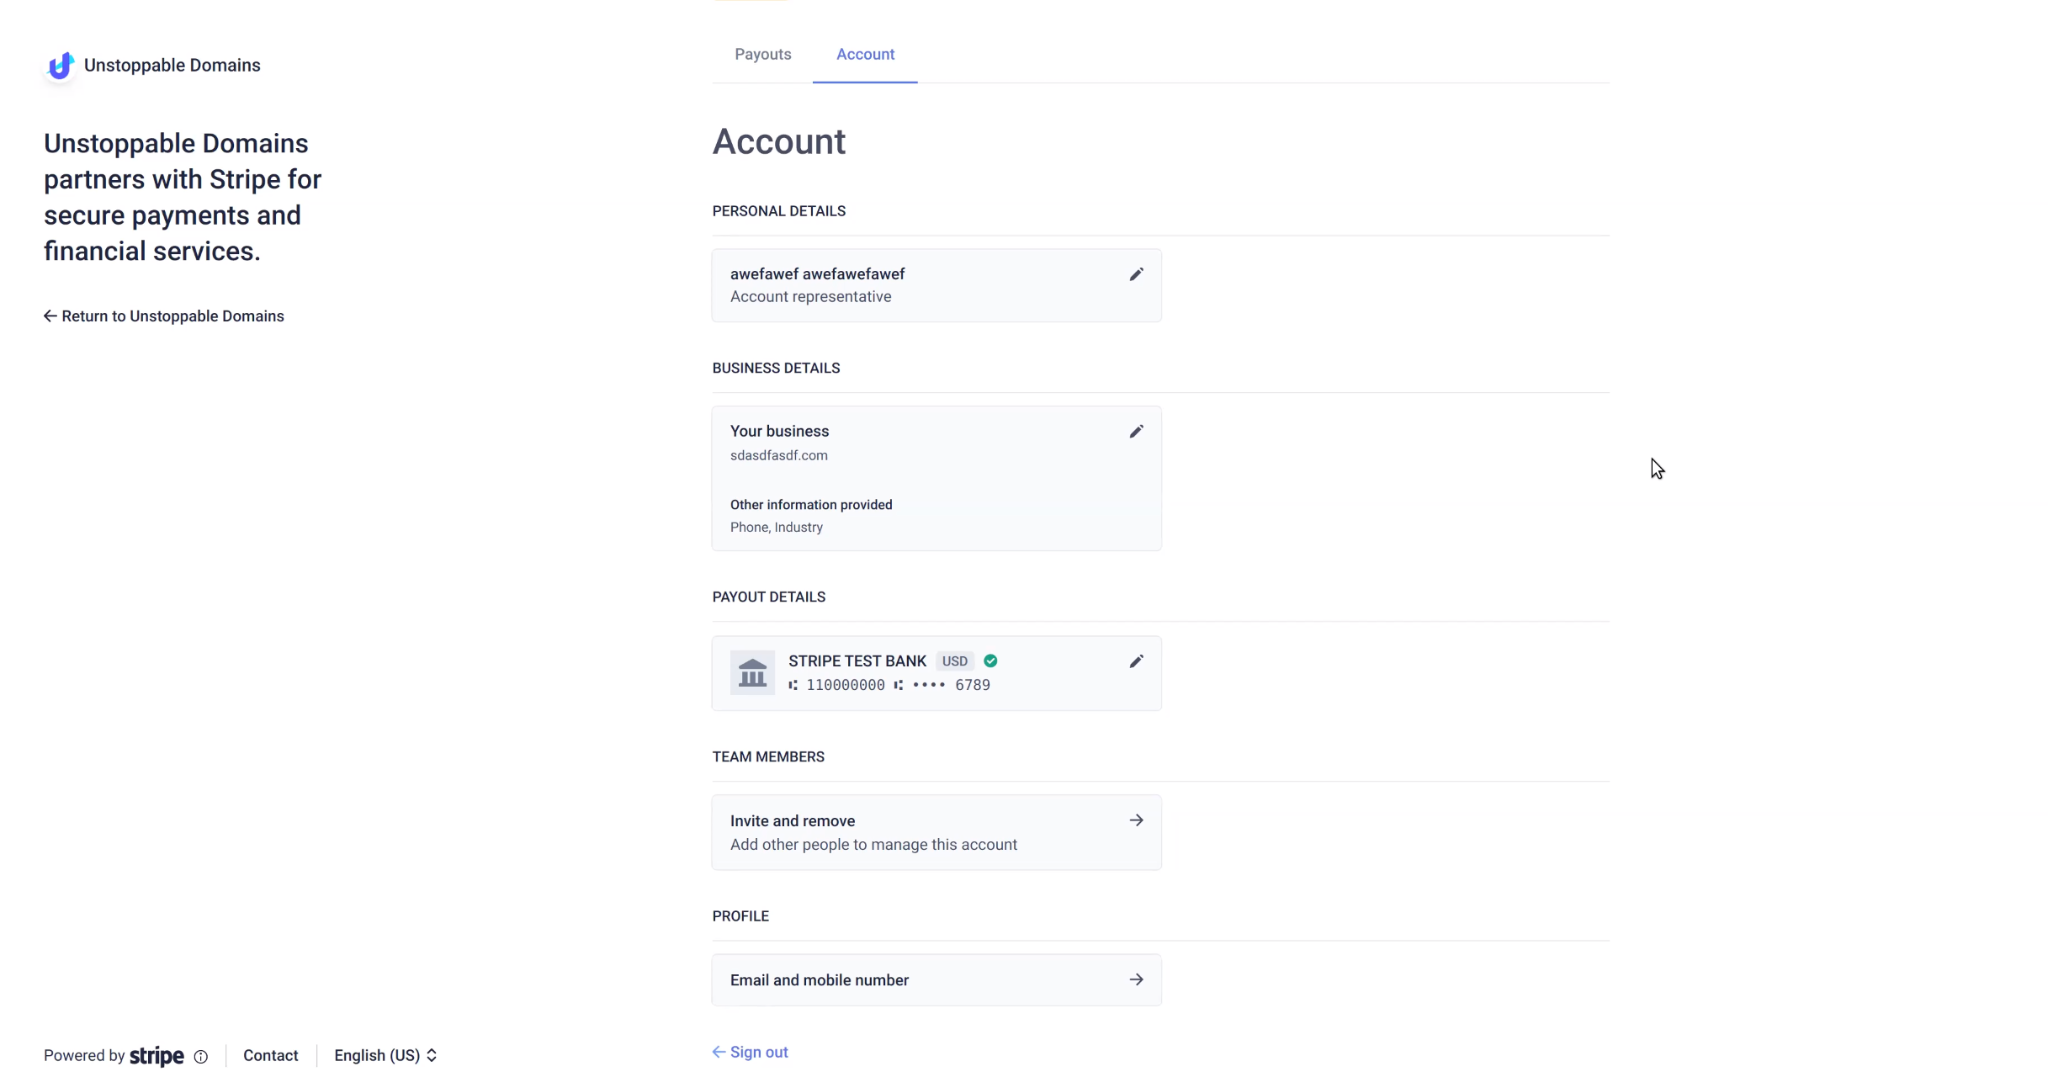 Unstoppable Domains
Unstoppable Domains
partners with Stripe for
secure payments and
financial services.
← Return to Unstoppable Domains
Payouts
Account
Account
PERSONAL DETAILS
awefawef awefawefawef
Account representative
BUSINESS DETAILS
Your business
sdasdfasdf.com
Other information provided
Phone, Industry
PAYOUT DETAILS
STRIPE TEST BANK USD
⑆ 110000000 ⑆ •••• 6789
TEAM MEMBERS
Invite and remove →
Add other people to manage this account
PROFILE
Email and mobile number →
← Sign out
Powered by stripe
Contact
English (US)